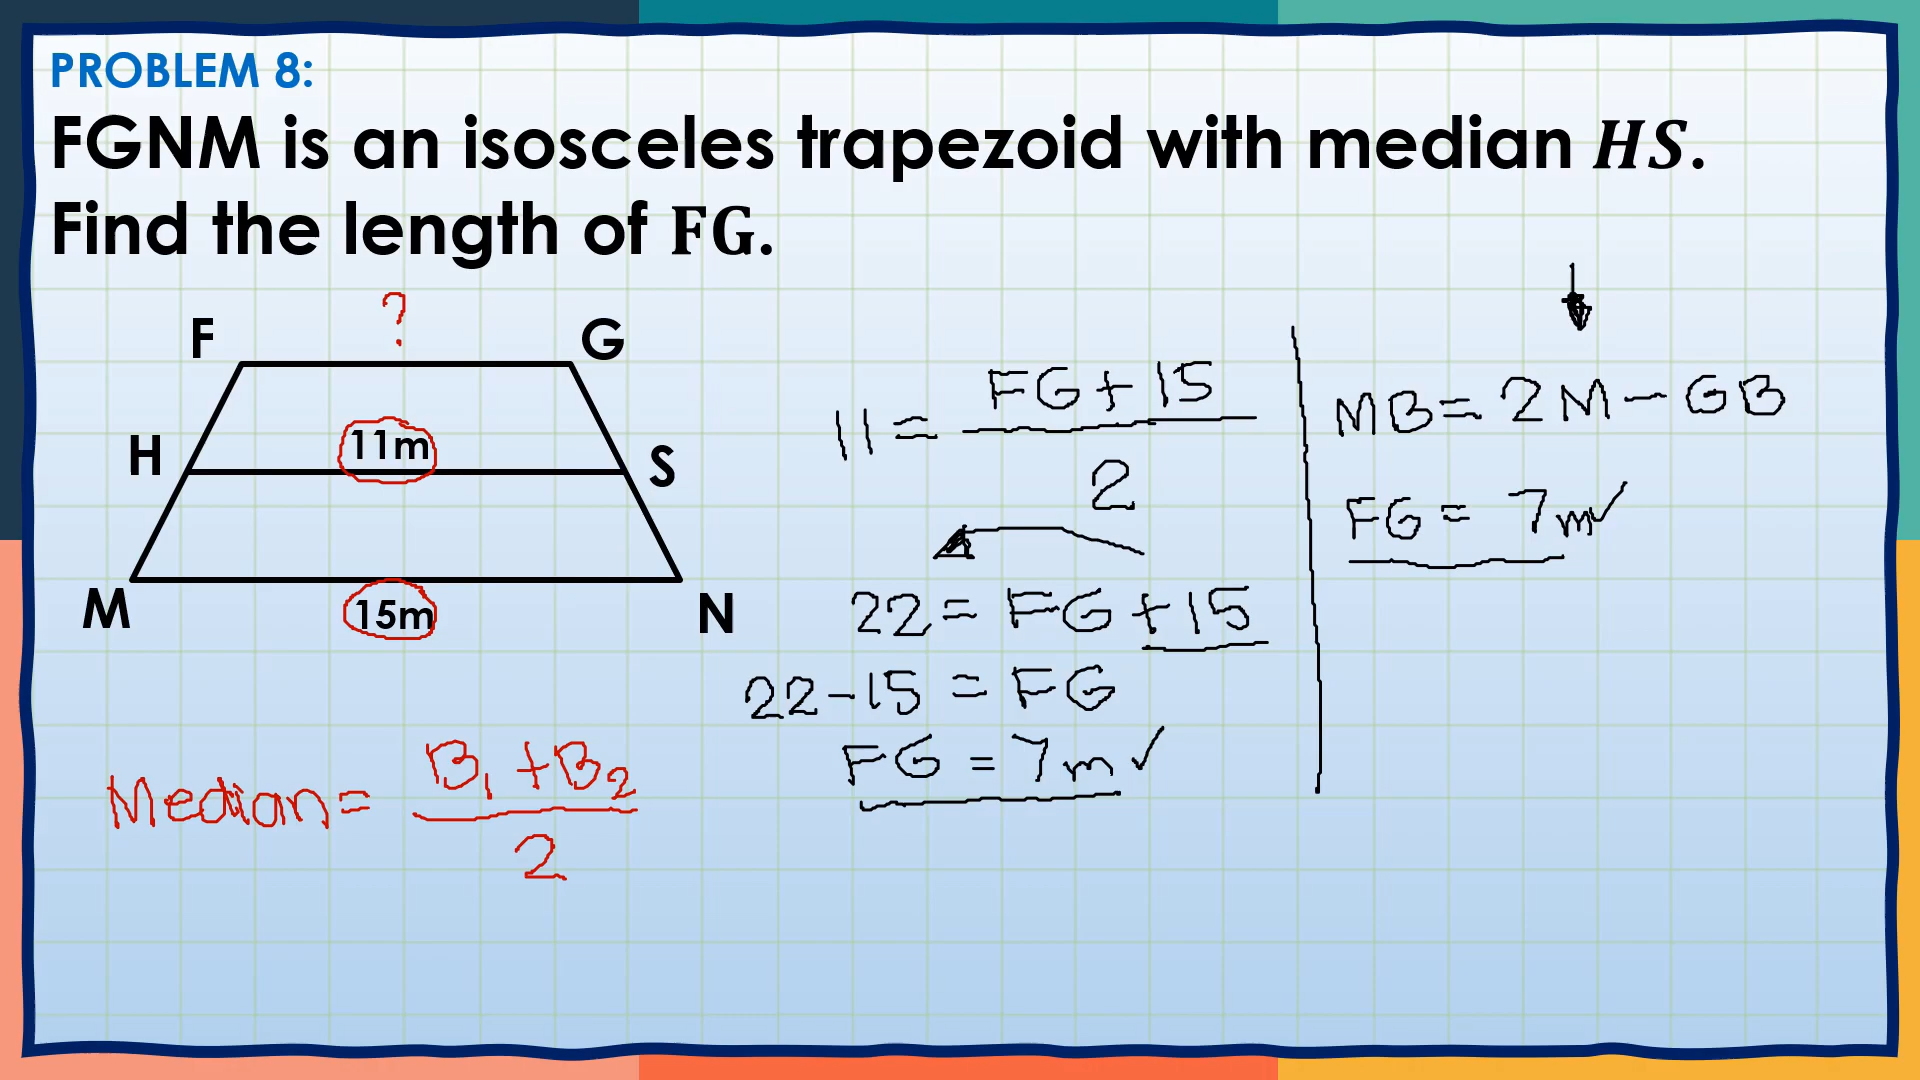 PROBLEM 8:
FGNM is an isosceles trapezoid with median HS.
Find the length of FG.
?
F
G
H
11m
S
M
15m
N
Median = B₁ + B₂
2
11 = FG + 15
2
22 = FG + 15
22 - 15 = FG
FG = 7m ✓
MB = 2M - GB
FG = 7m ✓